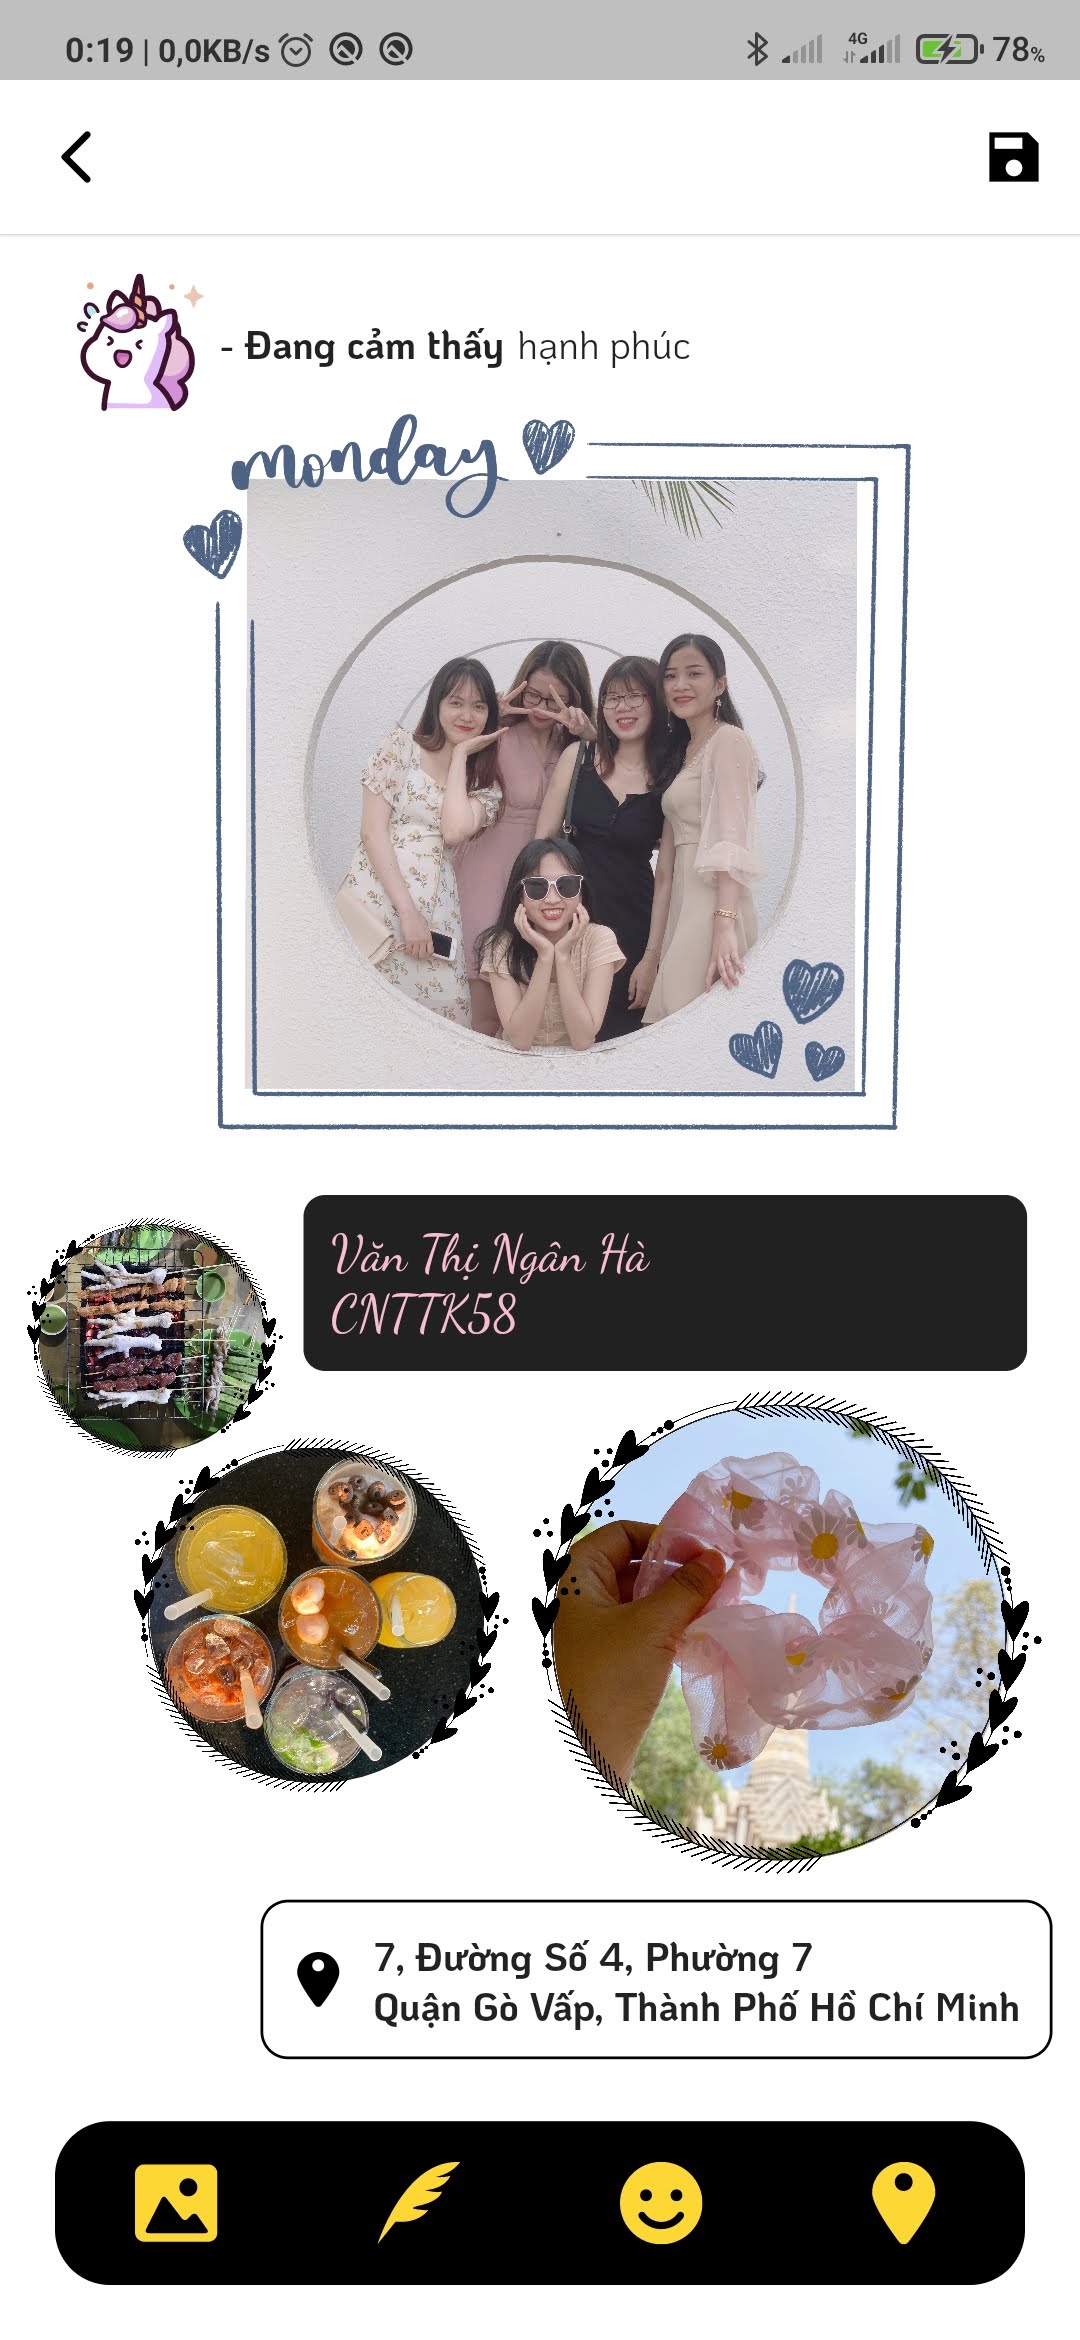 0:19 | 0,0KB/s 4G 78%
- Đang cảm thấy hạnh phúc
monday
Văn Thị Ngân Hà
CNTTK58
7, Đường Số 4, Phường 7
Quận Gò Vấp, Thành Phố Hồ Chí Minh